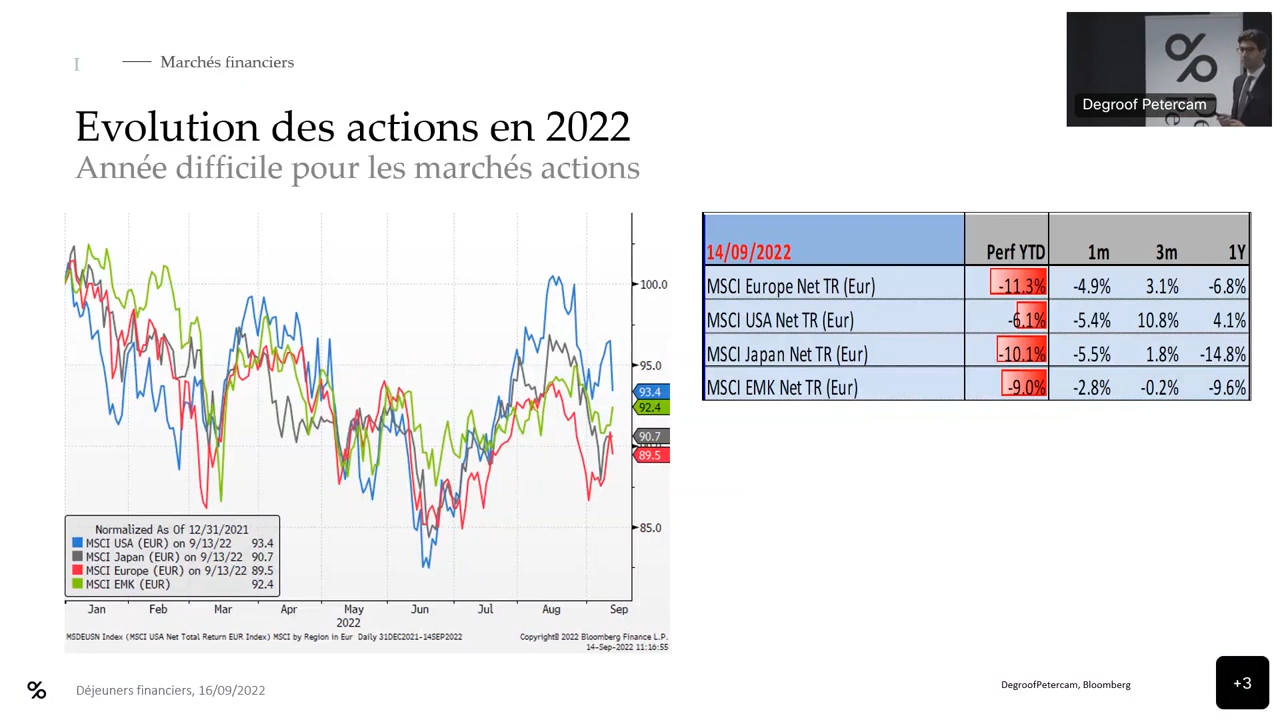 I
Marchés financiers
Degroof Petercam
Evolution des actions en 2022
Année difficile pour les marchés actions
100.0
95.0
93.4
92.4
90.7
89.5
85.0
Normalized As Of 12/31/2021
MSCI USA (EUR) on 9/13/22 93.4
MSCI Japan (EUR) on 9/13/22 90.7
MSCI Europe (EUR) on 9/13/22 89.5
MSCI EMK (EUR) 92.4
Jan Feb Mar Apr May Jun Jul Aug Sep
2022
MSDEUSN Index (MSCI USA Net Total Return EUR Index) MSCI by Region in Eur Daily 31DEC2021-14SEP2022
Copyright© 2022 Bloomberg Finance L.P.
14-Sep-2022 11:16:55
14/09/2022 Perf YTD 1m 3m 1Y
MSCI Europe Net TR (Eur) -11.3% -4.9% 3.1% -6.8%
MSCI USA Net TR (Eur) -6.1% -5.4% 10.8% 4.1%
MSCI Japan Net TR (Eur) -10.1% -5.5% 1.8% -14.8%
MSCI EMK Net TR (Eur) -9.0% -2.8% -0.2% -9.6%
Déjeuners financiers, 16/09/2022
DegroofPetercam, Bloomberg
+3